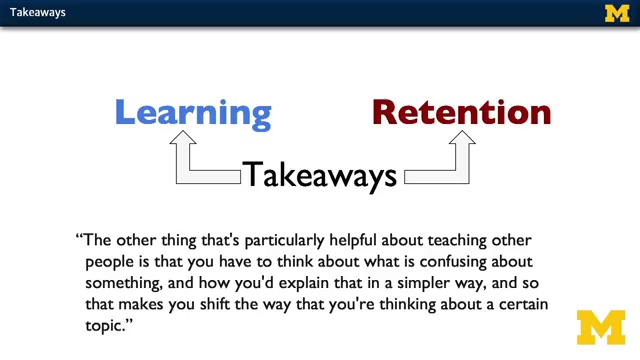 Takeaways
M
Learning
Retention
Takeaways
“The other thing that's particularly helpful about teaching other
people is that you have to think about what is confusing about
something, and how you'd explain that in a simpler way, and so
that makes you shift the way that you're thinking about a certain
topic.”
M